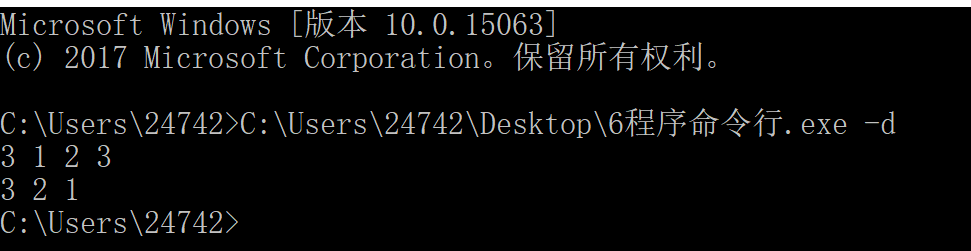 Microsoft Windows [版本 10.0.15063]
(c) 2017 Microsoft Corporation。保留所有权利。
C:\Users\24742>C:\Users\24742\Desktop\6程序命令行.exe -d
3 1 2 3
3 2 1
C:\Users\24742>